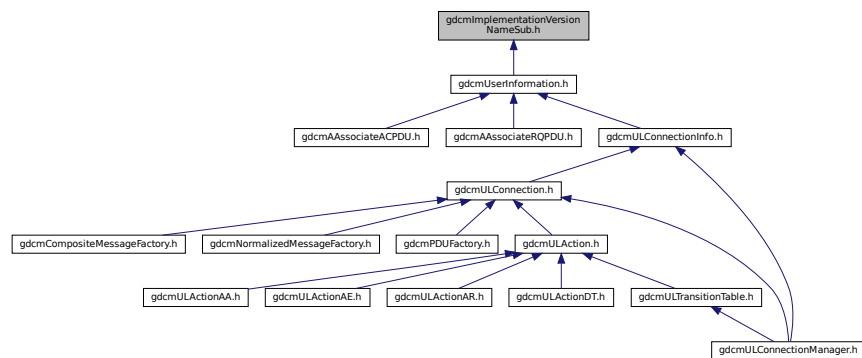 gdcmImplementationVersion
NameSub.h
gdcmUserInformation.h
gdcmAAssociateACPDU.h
gdcmAAssociateRQPDU.h
gdcmULConnectionInfo.h
gdcmULConnection.h
gdcmCompositeMessageFactory.h
gdcmNormalizedMessageFactory.h
gdcmPDUFactory.h
gdcmULAction.h
gdcmULActionAA.h
gdcmULActionAE.h
gdcmULActionAR.h
gdcmULActionDT.h
gdcmULTransitionTable.h
gdcmULConnectionManager.h